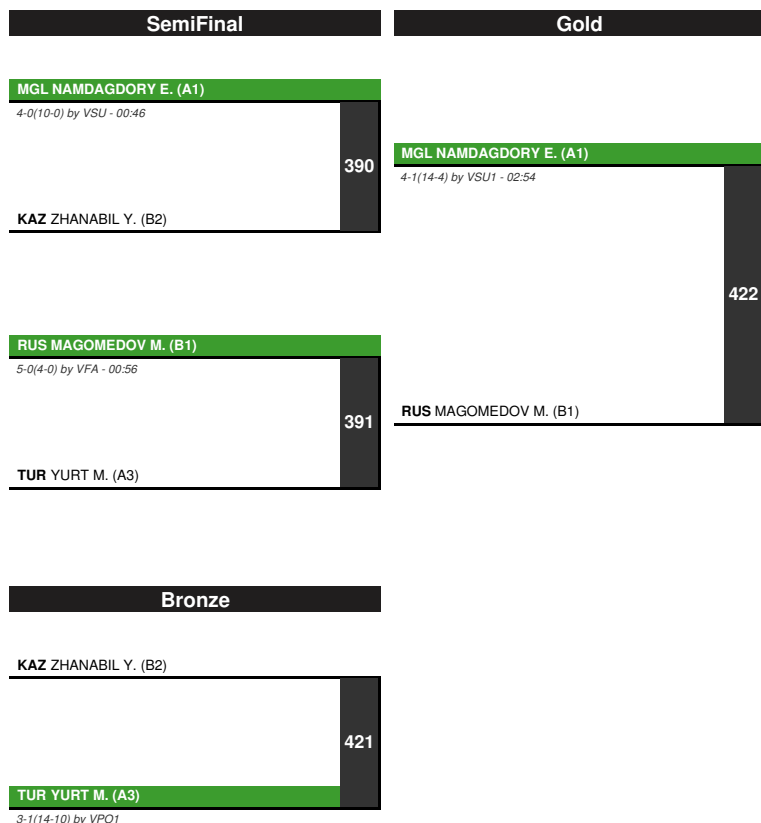 SemiFinal
MGL NAMDAGDORY E. (A1)
4-0(10-0) by VSU - 00:46
390
KAZ ZHANABIL Y. (B2)
RUS MAGOMEDOV M. (B1)
5-0(4-0) by VFA - 00:56
391
TUR YURT M. (A3)
Gold
MGL NAMDAGDORY E. (A1)
4-1(14-4) by VSU1 - 02:54
422
RUS MAGOMEDOV M. (B1)
Bronze
KAZ ZHANABIL Y. (B2)
421
TUR YURT M. (A3)
3-1(14-10) by VPO1